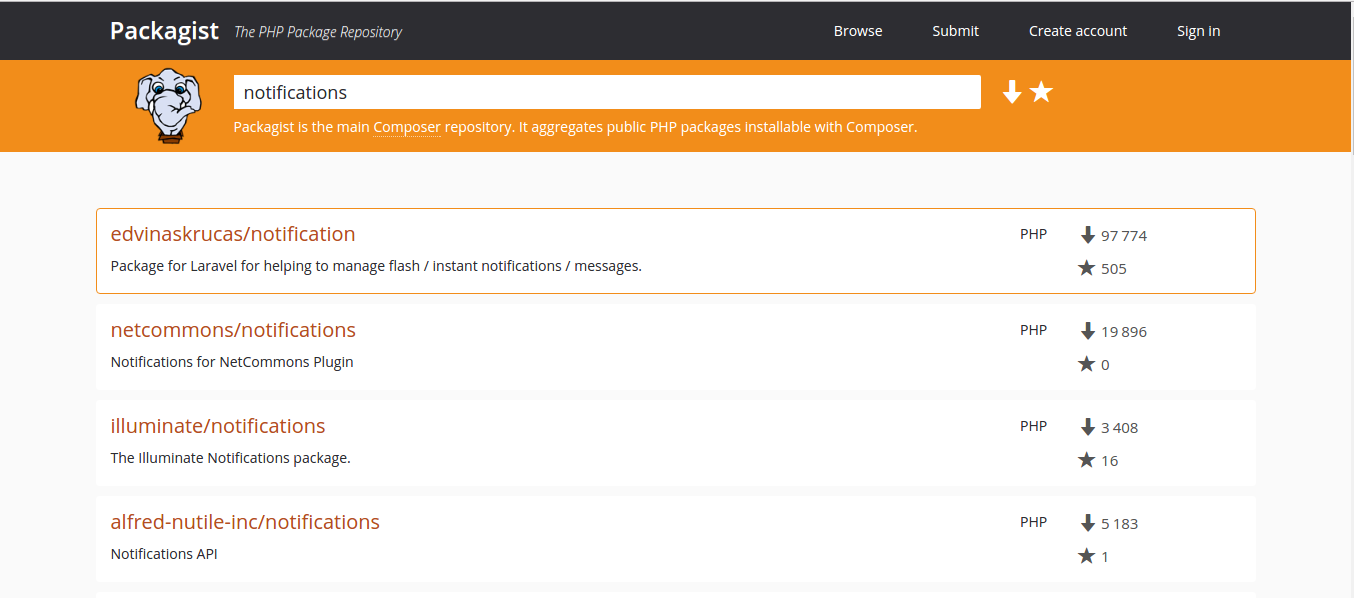 Packagist The PHP Package Repository Browse Submit Create account Sign in
notifications
Packagist is the main Composer repository. It aggregates public PHP packages installable with Composer.
edvinaskrucas/notification PHP 97 774
Package for Laravel for helping to manage flash / instant notifications / messages. 505
netcommons/notifications PHP 19 896
Notifications for NetCommons Plugin 0
illuminate/notifications PHP 3 408
The Illuminate Notifications package. 16
alfred-nutile-inc/notifications PHP 5 183
Notifications API 1